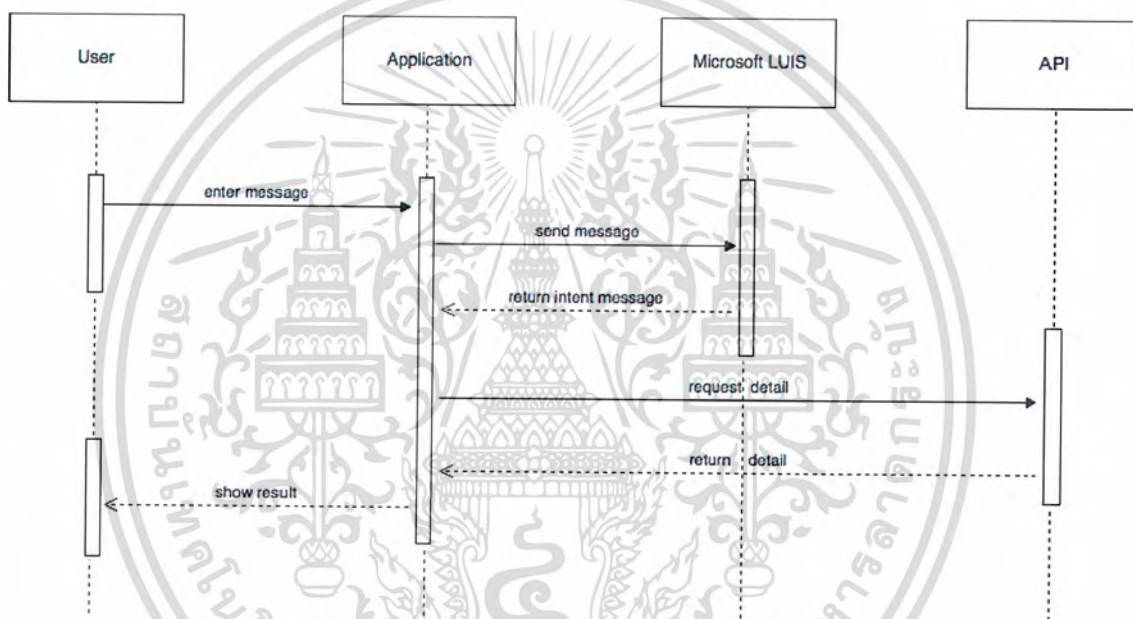 User
Application
Microsoft LUIS
API
enter message
send message
return intent message
request detail
return detail
show result